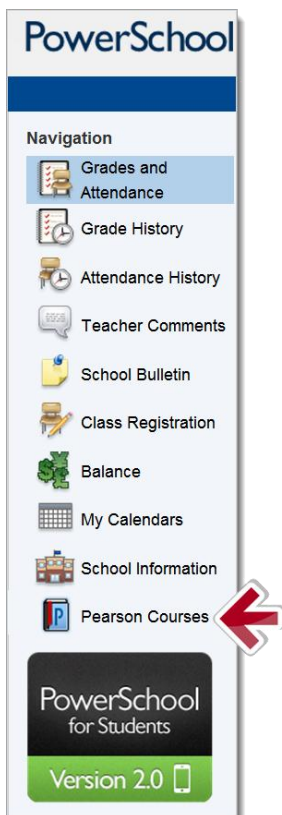 PowerSchool
Navigation
Grades and
Attendance
Grade History
Attendance History
Teacher Comments
School Bulletin
Class Registration
Balance
My Calendars
School Information
P
Pearson Courses
PowerSchool
for Students
Version 2.0